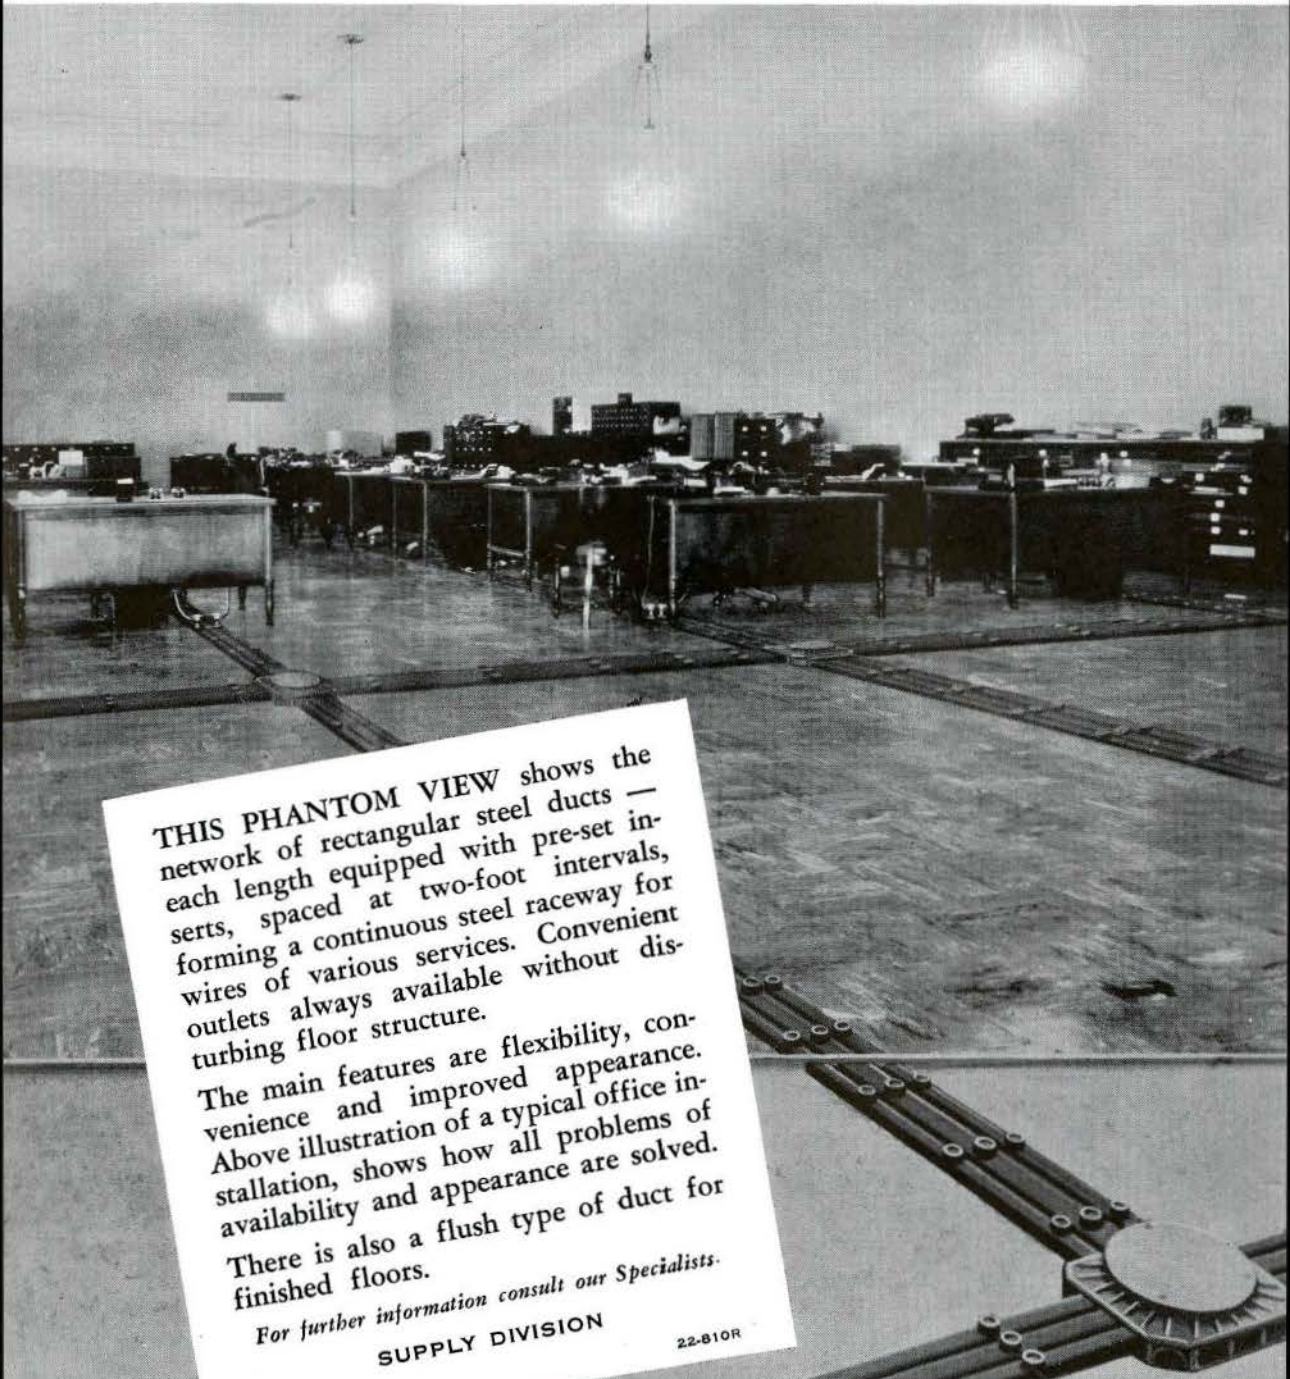 THIS PHANTOM VIEW shows the
network of rectangular steel ducts —
each length equipped with pre-set in-
serts, spaced at two-foot intervals,
forming a continuous steel raceway for
wires of various services. Convenient
outlets always available without dis-
turbing floor structure.
The main features are flexibility, con-
venience and improved appearance.
Above illustration of a typical office in-
stallation, shows how all problems of
availability and appearance are solved.
There is also a flush type of duct for
finished floors.
For further information consult our Specialists.
SUPPLY DIVISION
22-810R